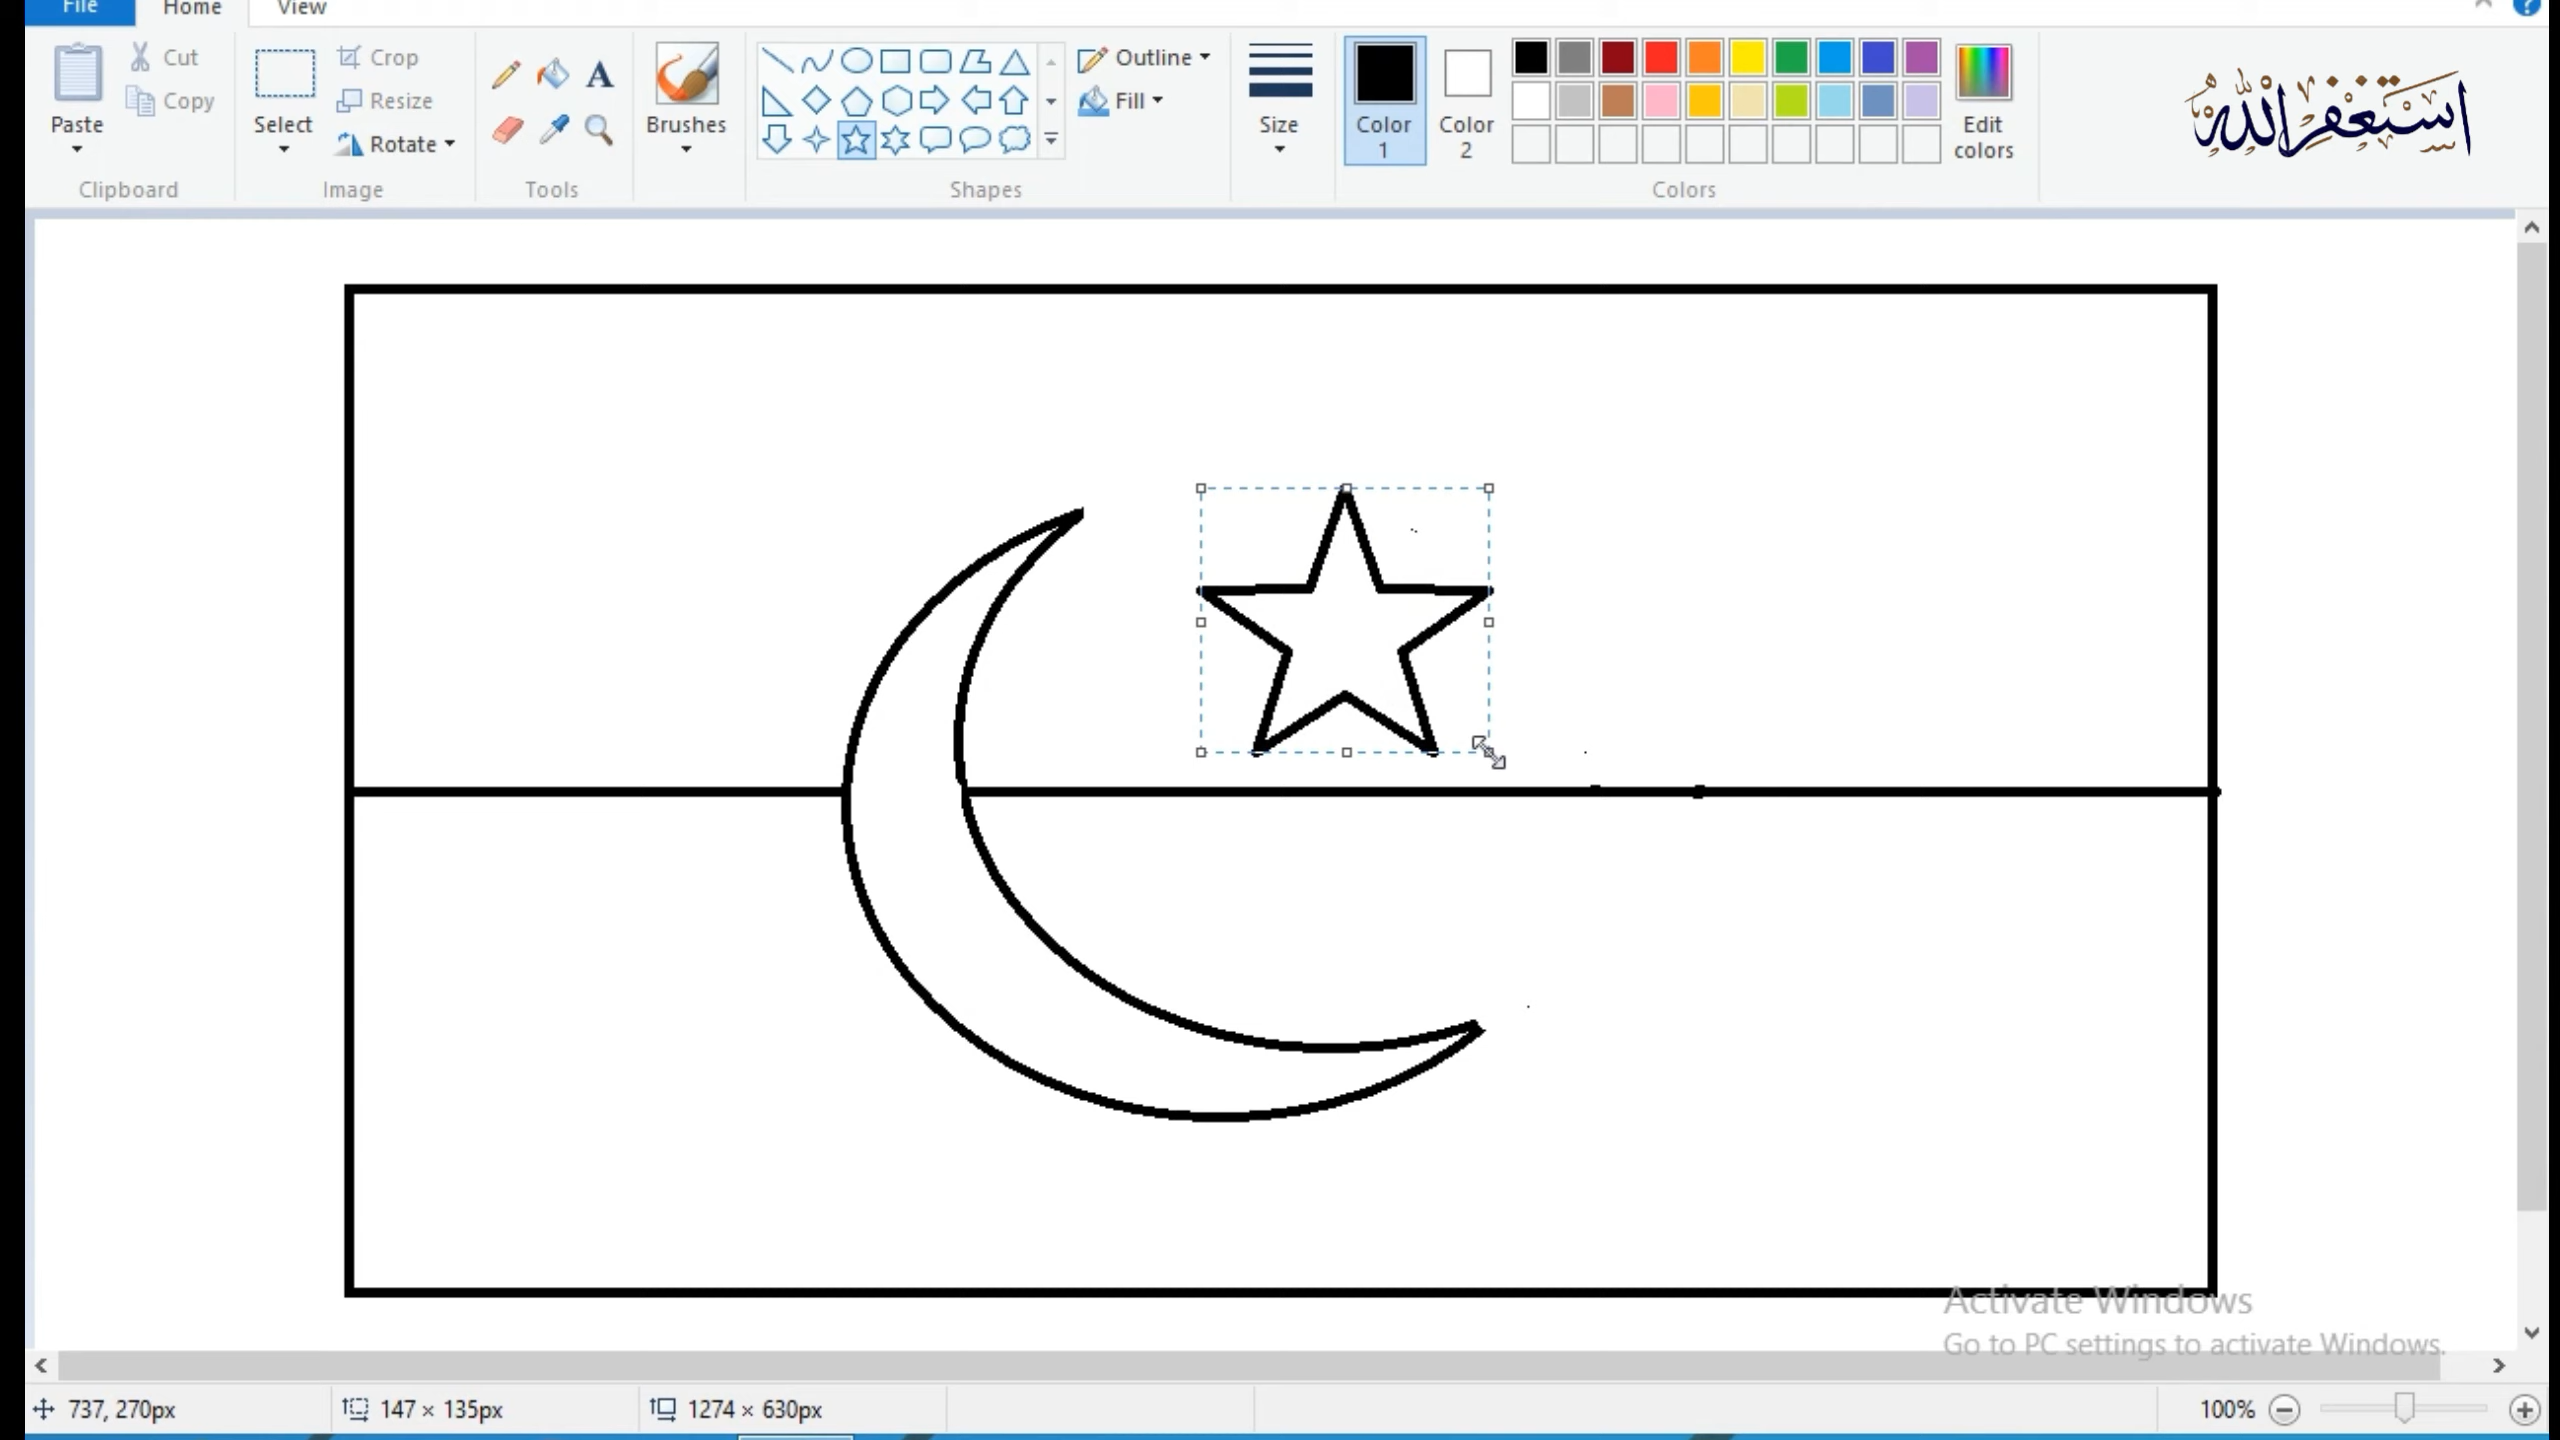 File Home View
Paste
Cut
Copy
Clipboard
Select
Crop
Resize
Rotate
Image
A
Tools
Brushes
Shapes
Outline
Fill
Size
Color 1
Color 2
Edit colors
Colors
استغفر الله
Activate Windows
Go to PC settings to activate Windows.
737, 270px 147 × 135px 1274 × 630px 100%